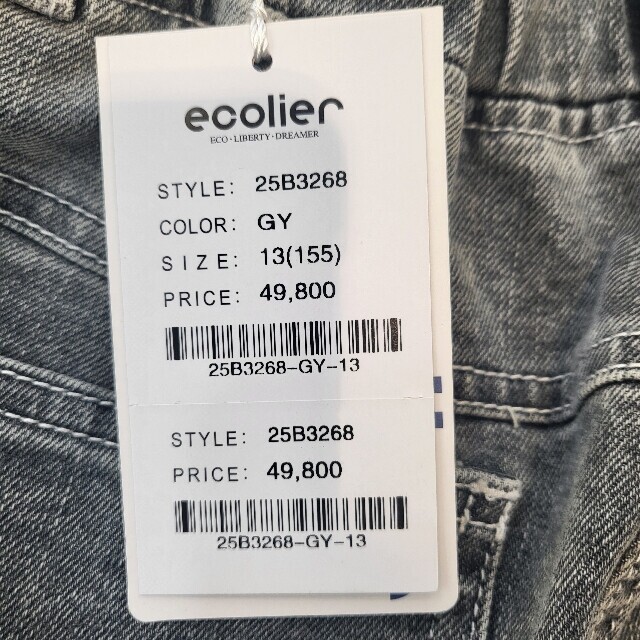 ecolier
ECO·LIBERTY·DREAMER
STYLE: 25B3268
COLOR: GY
SIZE: 13(155)
PRICE: 49,800
25B3268-GY-13
STYLE: 25B3268
PRICE: 49,800
25B3268-GY-13